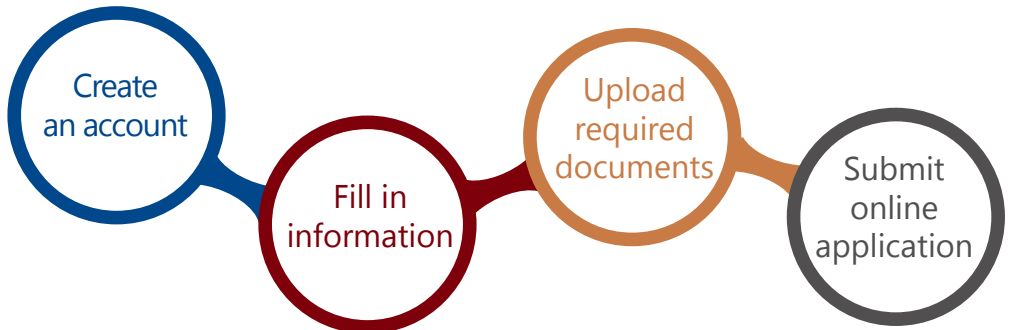 Create
an account
Fill in
information
Upload
required
documents
Submit
online
application